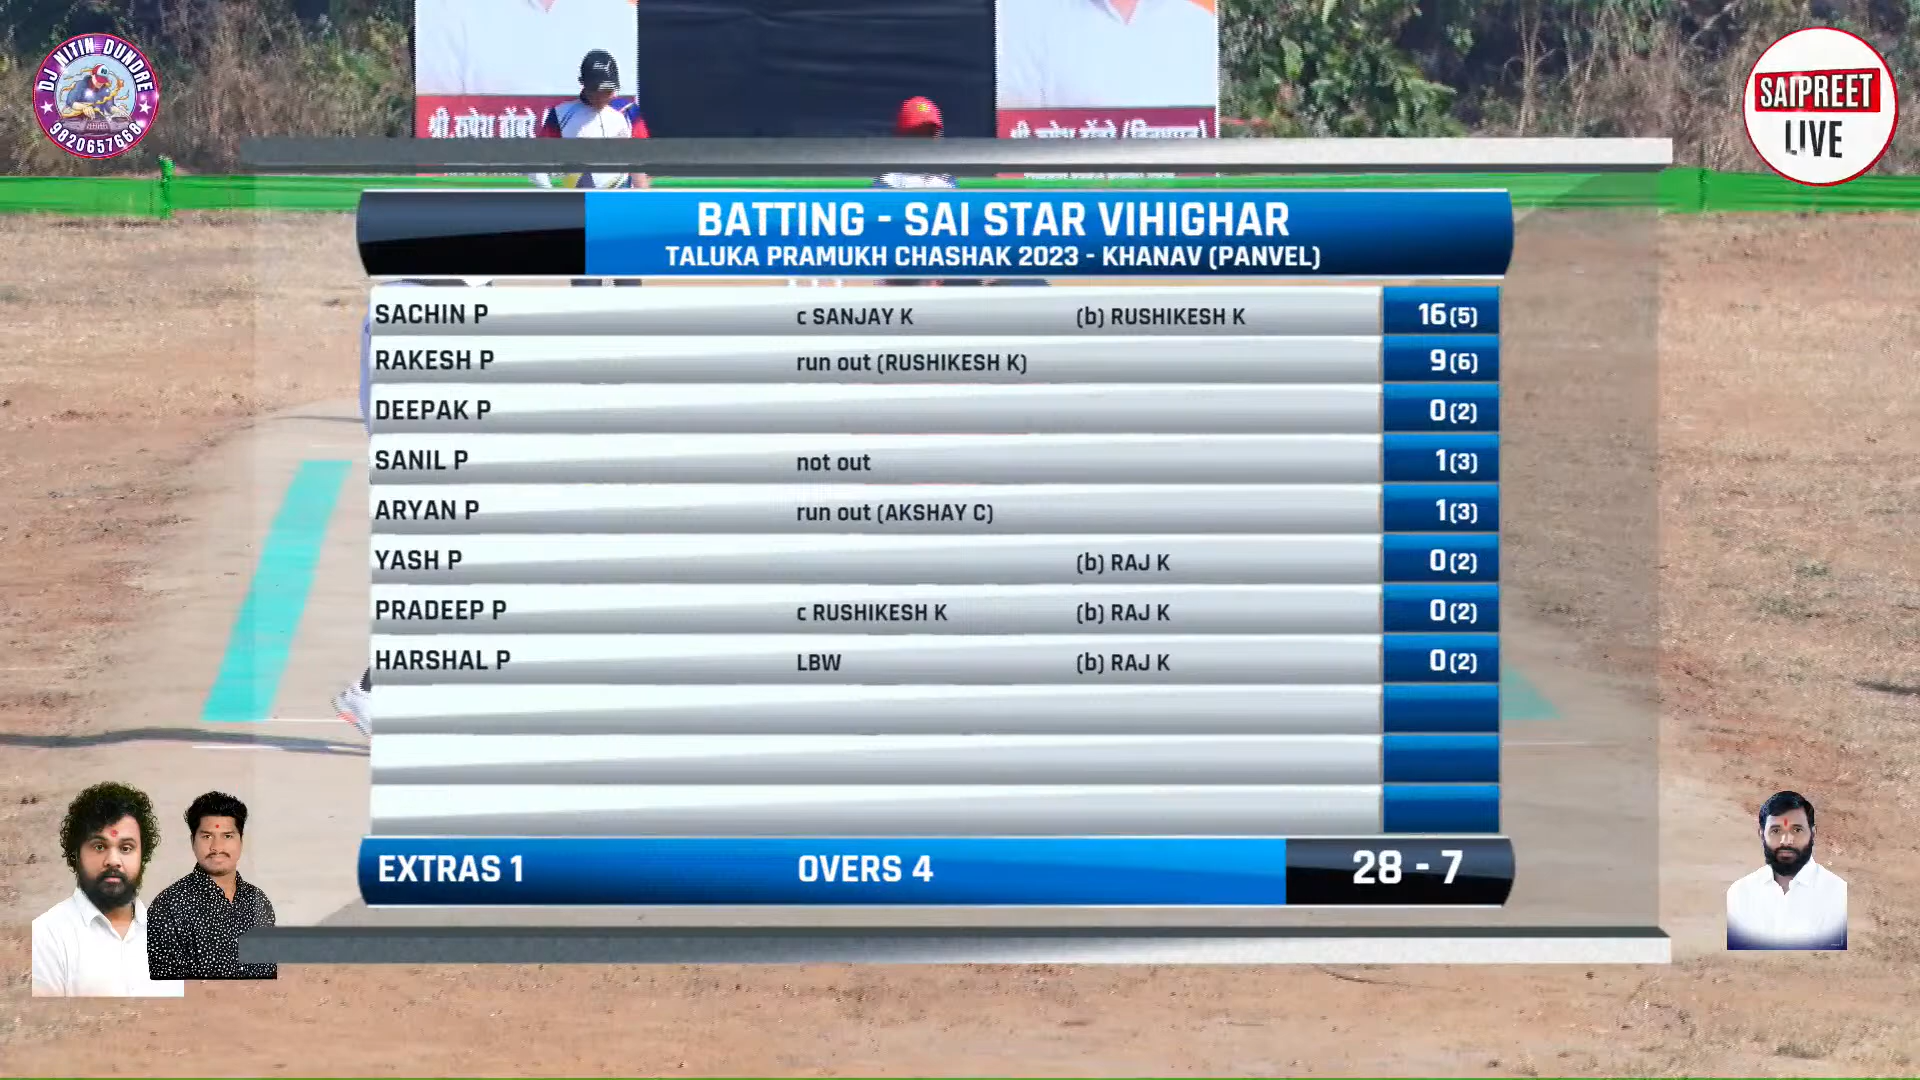 DJ NITIN DUNDRE
9820657668
SAIPREET
LIVE
BATTING - SAI STAR VIHIGHAR
TALUKA PRAMUKH CHASHAK 2023 - KHANAV (PANVEL)
SACHIN P c SANJAY K (b) RUSHIKESH K 16 (5)
RAKESH P run out (RUSHIKESH K) 9 (6)
DEEPAK P 0 (2)
SANIL P not out 1 (3)
ARYAN P run out (AKSHAY C) 1 (3)
YASH P (b) RAJ K 0 (2)
PRADEEP P c RUSHIKESH K (b) RAJ K 0 (2)
HARSHAL P LBW (b) RAJ K 0 (2)
EXTRAS 1 OVERS 4 28 - 7